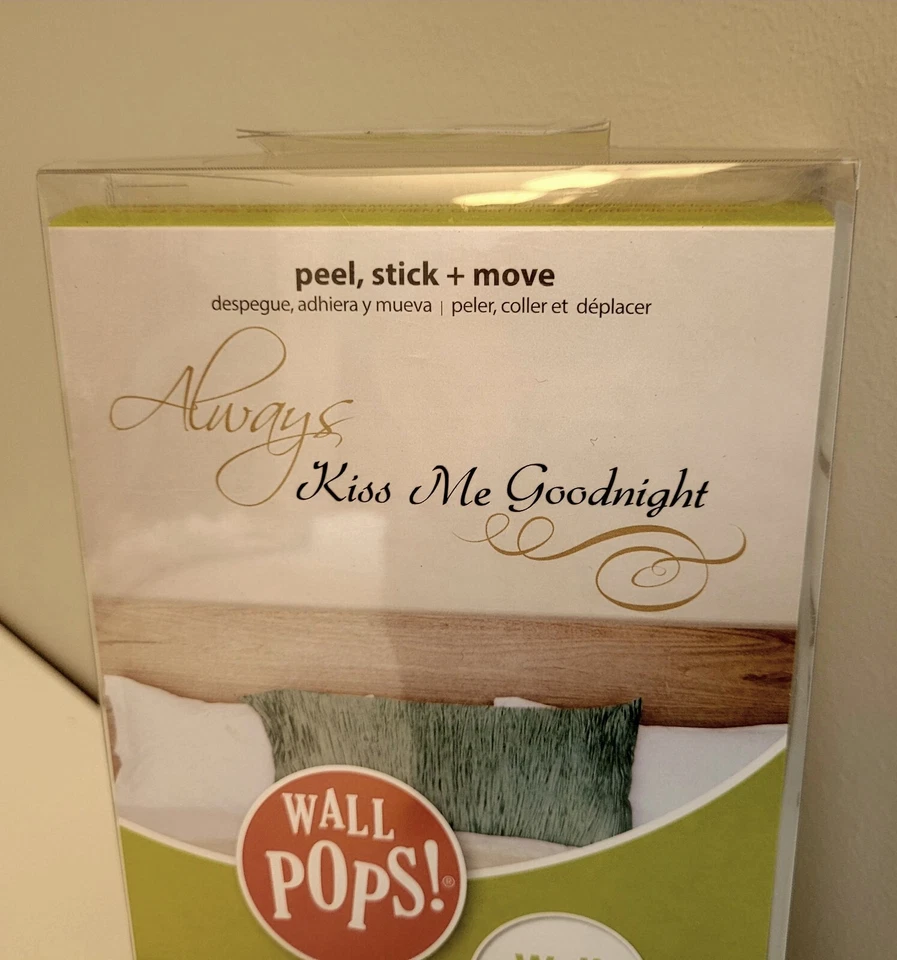 peel, stick + move
despegue, adhiera y mueva | peler, coller et déplacer
Always
Kiss Me Goodnight
WALL
POPS!®